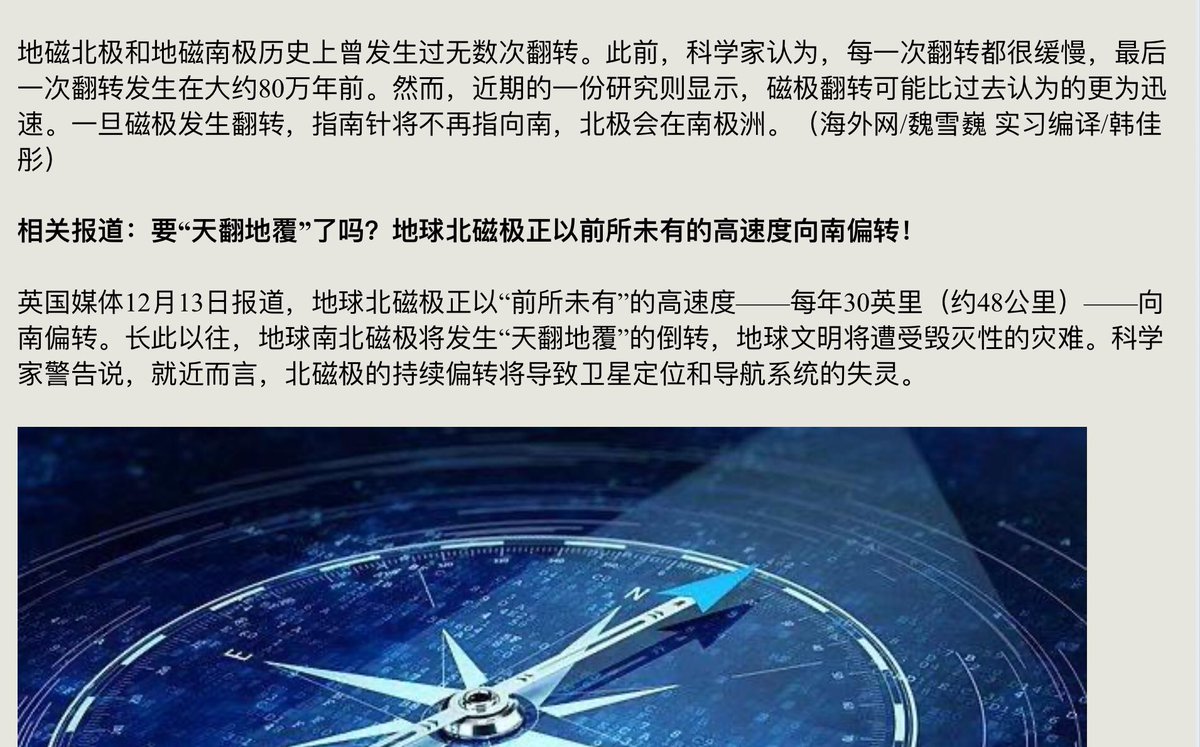 地磁北极和地磁南极历史上曾发生过无数次翻转。此前，科学家认为，每一次翻转都很缓慢，最后
一次翻转发生在大约80万年前。然而，近期的一份研究则显示，磁极翻转可能比过去认为的更为迅
速。一旦磁极发生翻转，指南针将不再指向南，北极会在南极洲。（海外网/魏雪巍 实习编译/韩佳
彤）
相关报道：要“天翻地覆”了吗？地球北磁极正以前所未有的高速度向南偏转！
英国媒体12月13日报道，地球北磁极正以“前所未有”的高速度——每年30英里（约48公里）——向
南偏转。长此以往，地球南北磁极将发生“天翻地覆”的倒转，地球文明将遭受毁灭性的灾难。科学
家警告说，就近而言，北磁极的持续偏转将导致卫星定位和导航系统的失灵。
N
E